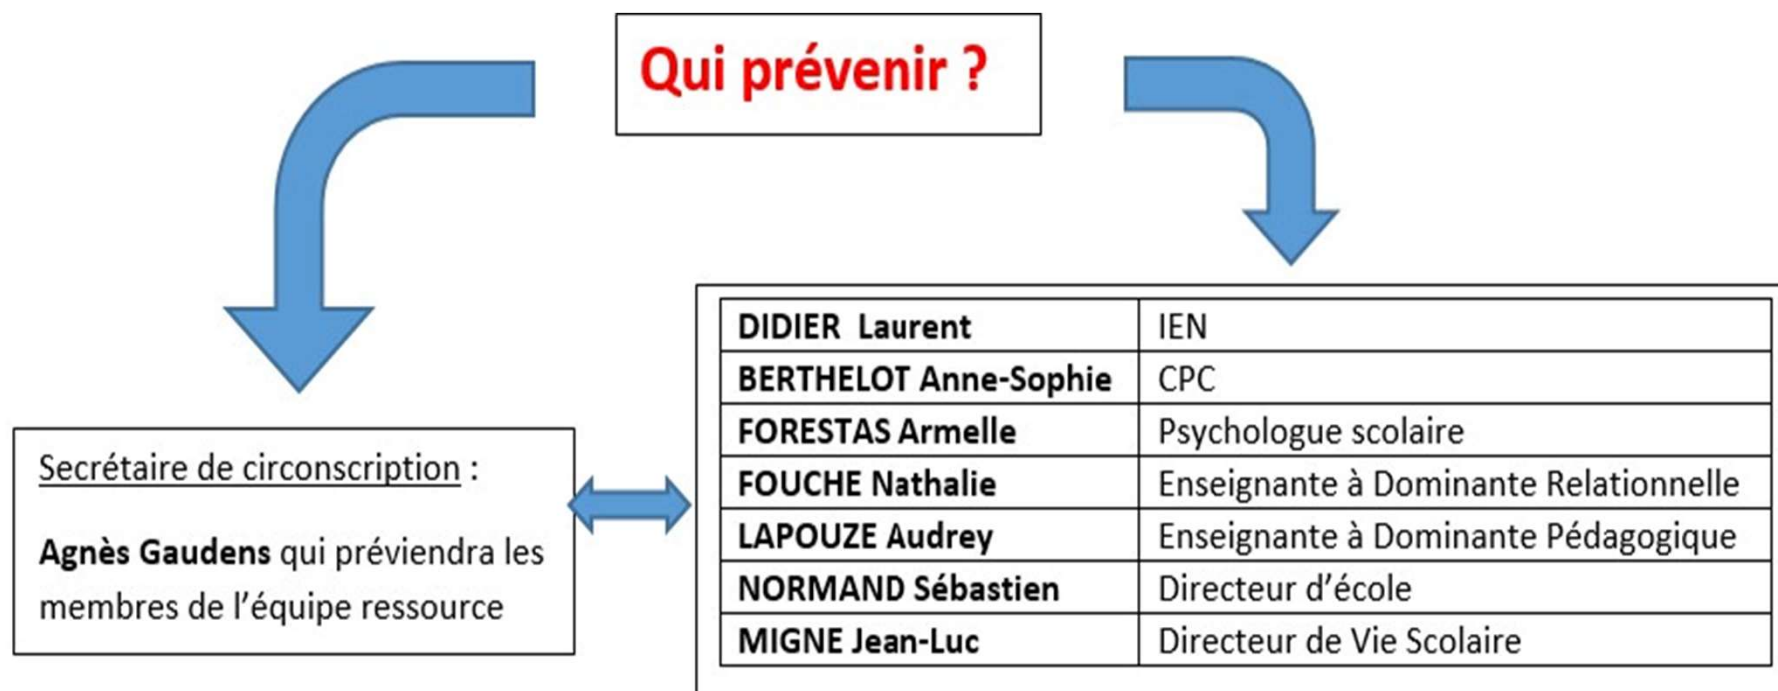 Qui prévenir ?
Secrétaire de circonscription :
Agnès Gaudens qui préviendra les
membres de l'équipe ressource
DIDIER Laurent IEN
BERTHELOT Anne-Sophie CPC
FORESTAS Armelle Psychologue scolaire
FOUCHE Nathalie Enseignante à Dominante Relationnelle
LAPOUZE Audrey Enseignante à Dominante Pédagogique
NORMAND Sébastien Directeur d'école
MIGNE Jean-Luc Directeur de Vie Scolaire